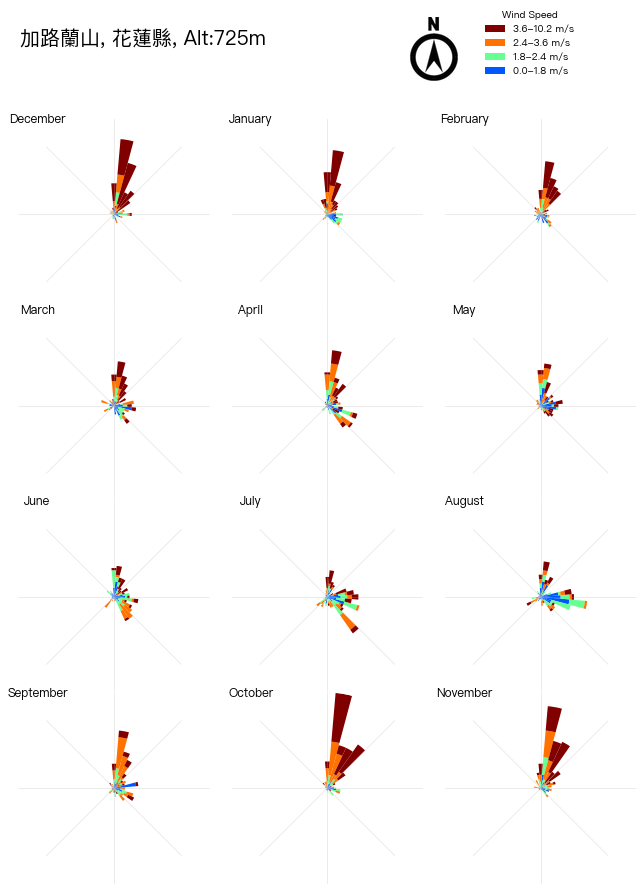 加路蘭山, 花蓮縣, Alt:725m
N
Wind Speed
3.6–10.2 m/s
2.4–3.6 m/s
1.8–2.4 m/s
0.0–1.8 m/s
December
January
February
March
April
May
June
July
August
September
October
November